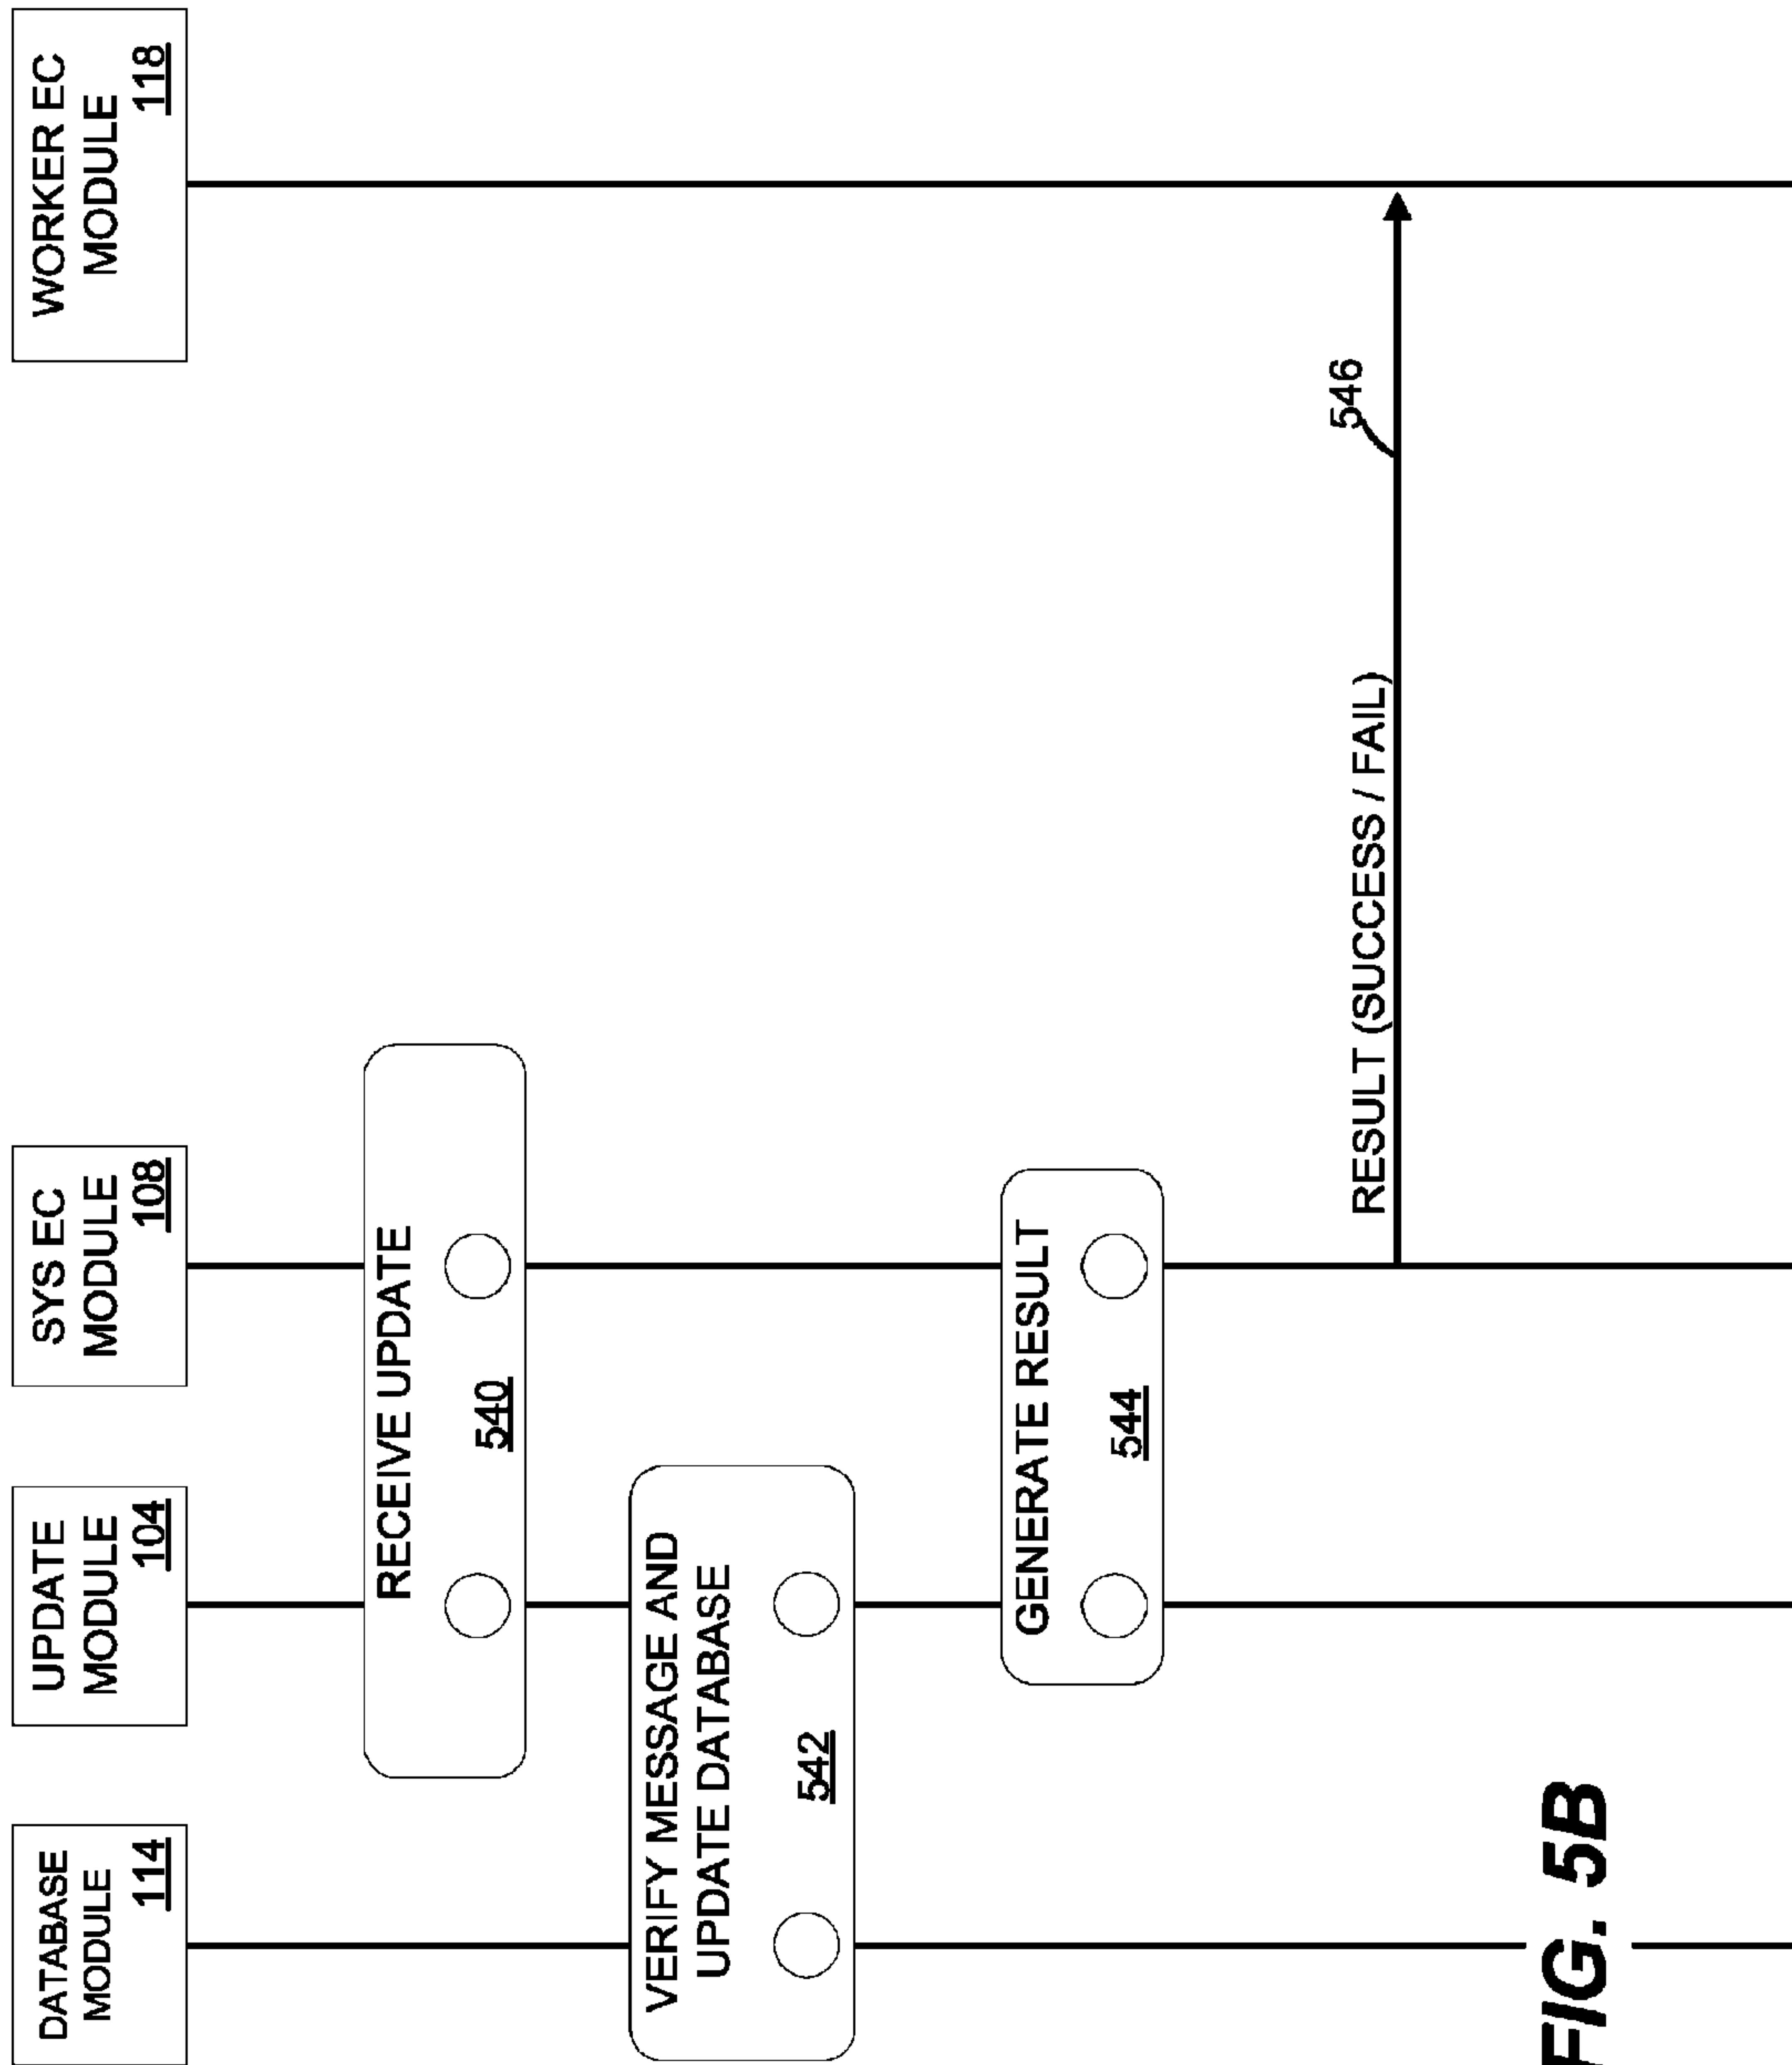 DATABASE
MODULE
114
UPDATE
MODULE
104
SYS EC
MODULE
108
WORKER EC
MODULE
118
RECEIVE UPDATE
540
VERIFY MESSAGE AND
UPDATE DATABASE
542
GENERATE RESULT
544
RESULT (SUCCESS / FAIL)
546
FIG. 5B